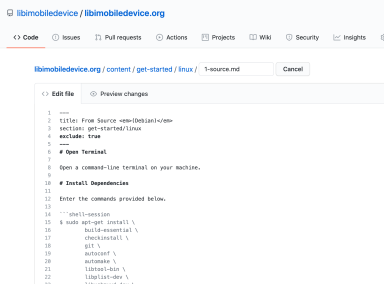 libimobiledevice / libimobiledevice.org
<> Code Issues Pull requests Actions Projects Wiki Security Insights
libimobiledevice.org / content / get-started / linux / 1-source.md Cancel
<> Edit file Preview changes
1 ---
2 title: From Source <em>(Debian)</em>
3 section: get-started/linux
4 exclude: true
5 ---
6 # Open Terminal
7
8 Open a command-line terminal on your machine.
9
10 # Install Dependencies
11
12 Enter the commands provided below.
13
14 ```shell-session
15 $ sudo apt-get install \
16 build-essential \
17 checkinstall \
18 git \
19 autoconf \
20 automake \
21 libtool-bin \
22 libplist-dev \